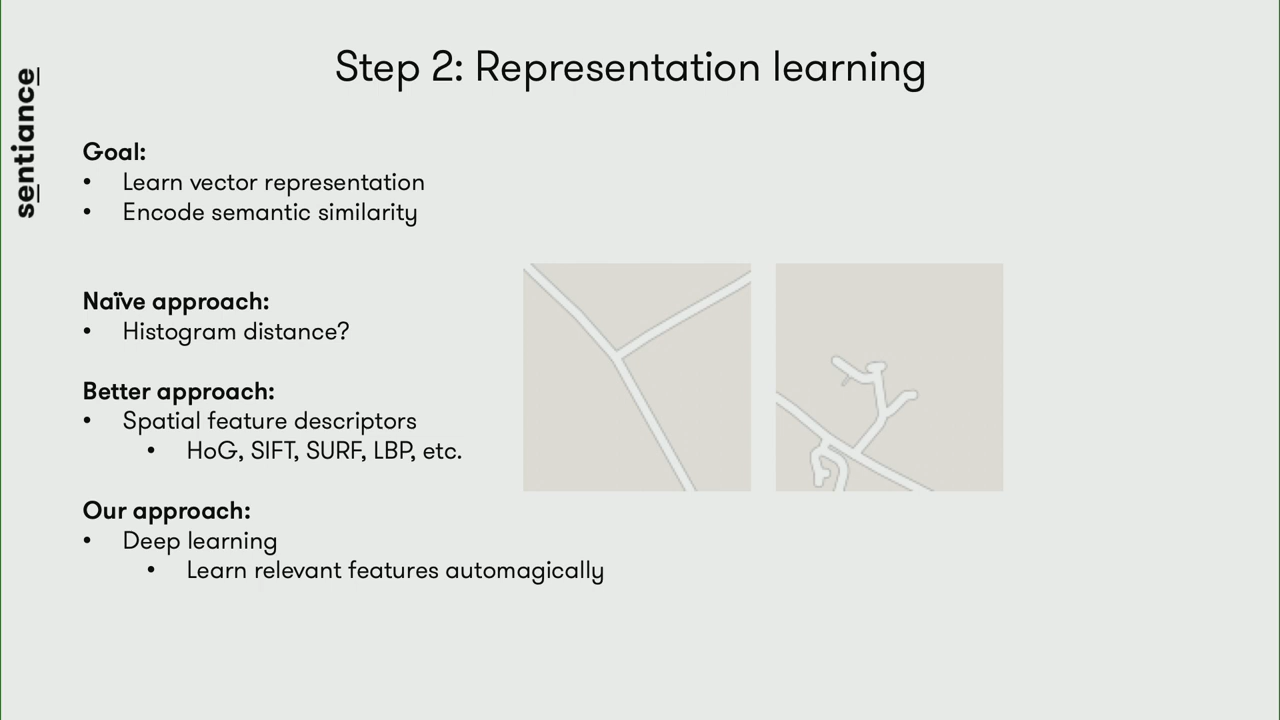 Step 2: Representation learning
sentiance
Goal:
• Learn vector representation
• Encode semantic similarity
Naïve approach:
• Histogram distance?
Better approach:
• Spatial feature descriptors
• HoG, SIFT, SURF, LBP, etc.
Our approach:
• Deep learning
• Learn relevant features automagically